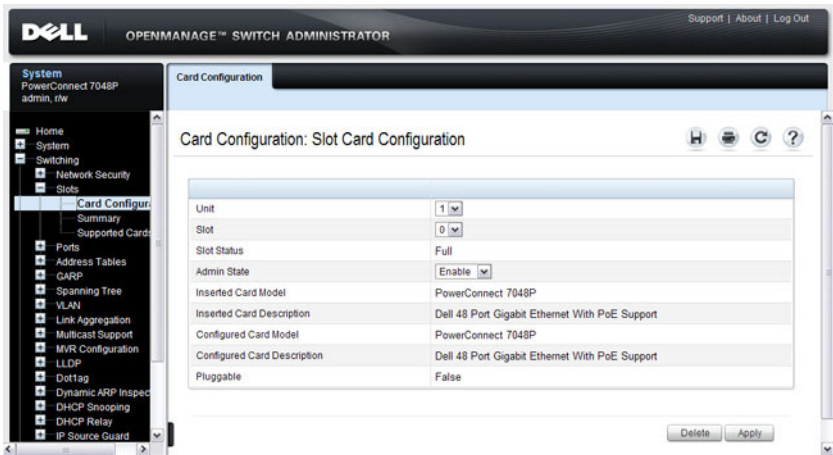 Support | About | Log Out
DELL
OPENMANAGE™ SWITCH ADMINISTRATOR
System
PowerConnect 7048P
admin, r/w
Card Configuration
Home
System
Switching
Network Security
Slots
Card Configur
Summary
Supported Cards
Ports
Address Tables
GARP
Spanning Tree
VLAN
Link Aggregation
Multicast Support
MVR Configuration
LLDP
Dot1ag
Dynamic ARP Inspec
DHCP Snooping
DHCP Relay
IP Source Guard
Card Configuration: Slot Card Configuration
?
Unit 1
Slot 0
Slot Status Full
Admin State Enable
Inserted Card Model PowerConnect 7048P
Inserted Card Description Dell 48 Port Gigabit Ethernet With PoE Support
Configured Card Model PowerConnect 7048P
Configured Card Description Dell 48 Port Gigabit Ethernet With PoE Support
Pluggable False
Delete Apply